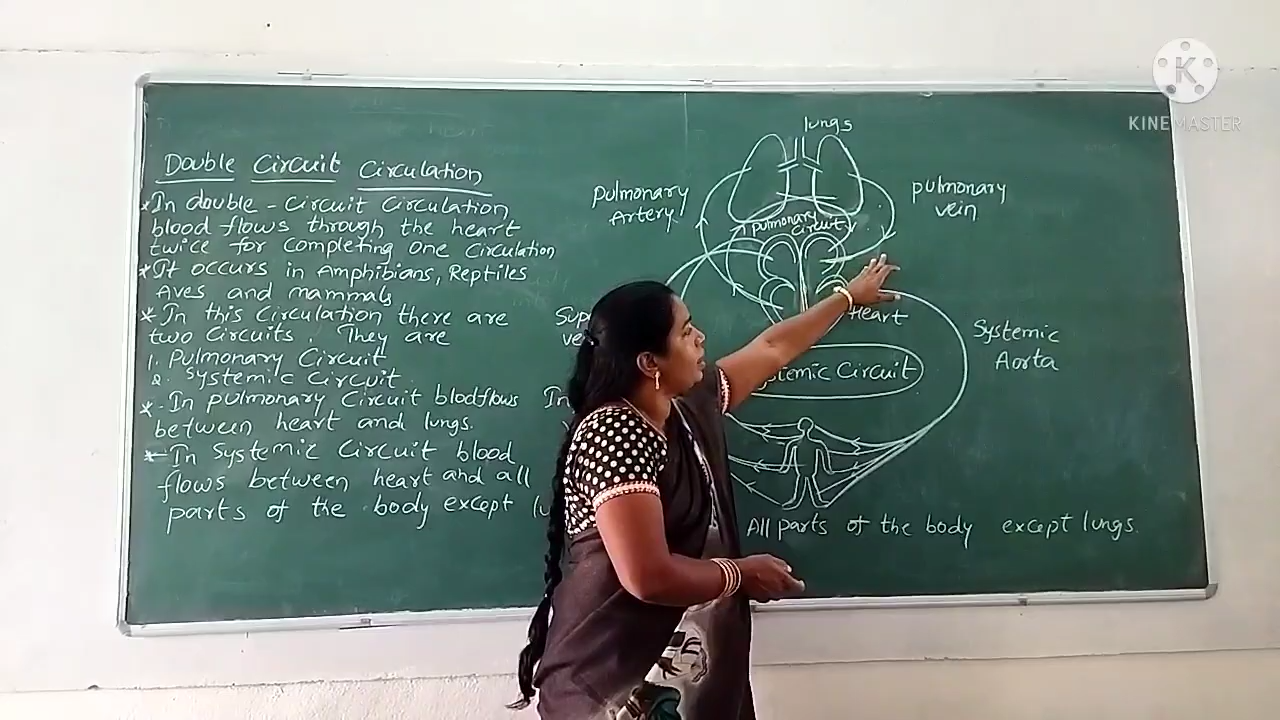 Double Circuit Circulation
*In double - Circuit Circulation
blood flows through the heart
twice for completing one circulation
*It occurs in Amphibians, Reptiles
Aves and mammals
*In this Circulation there are
two Circuits. They are
1. Pulmonary Circuit
2. Systemic Circuit.
*.In pulmonary Circuit blodflows
between heart and lungs.
*-In Systemic Circuit blood
flows between heart and all
parts of the body except
lungs
Pulmonary
Artery
pulmonary
vein
pulmonary
Circuit
Heart
Systemic
Aorta
Circuit
All parts of the body except lungs.
KINEMASTER